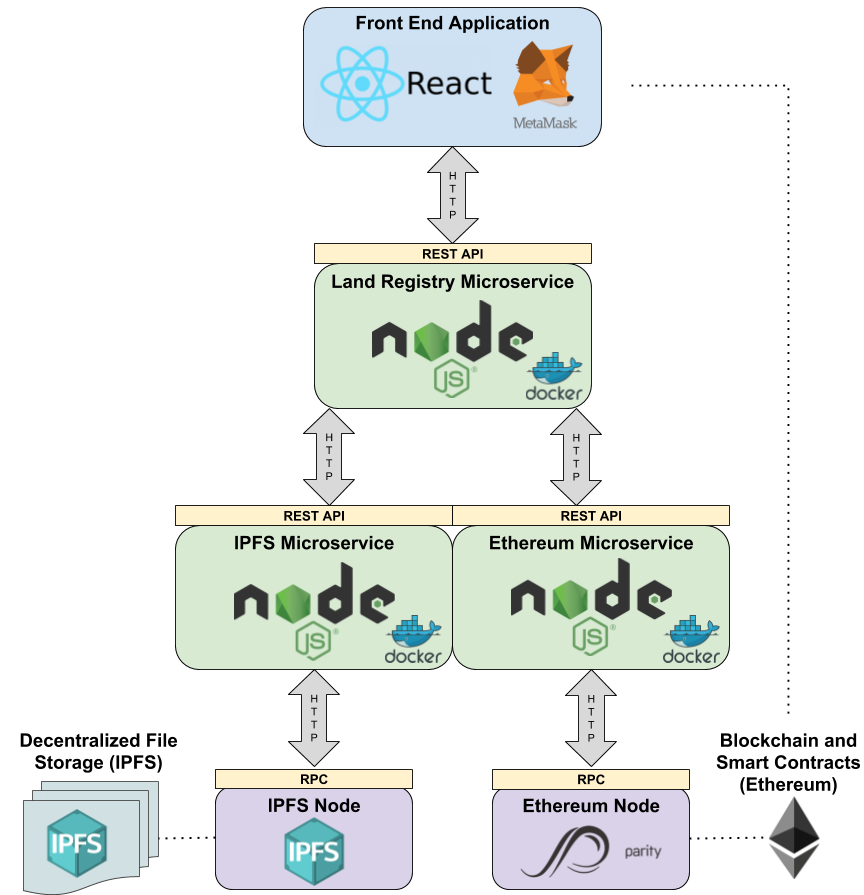 Front End Application
React
METAMASK
HTTP
REST API
Land Registry Microservice
node
JS
docker
HTTP
HTTP
REST API
REST API
IPFS Microservice
Ethereum Microservice
node
node
JS
JS
docker
docker
HTTP
HTTP
Decentralized File
Storage (IPFS)
Blockchain and
Smart Contracts
(Ethereum)
RPC
RPC
IPFS Node
Ethereum Node
IPFS
IPFS
parity